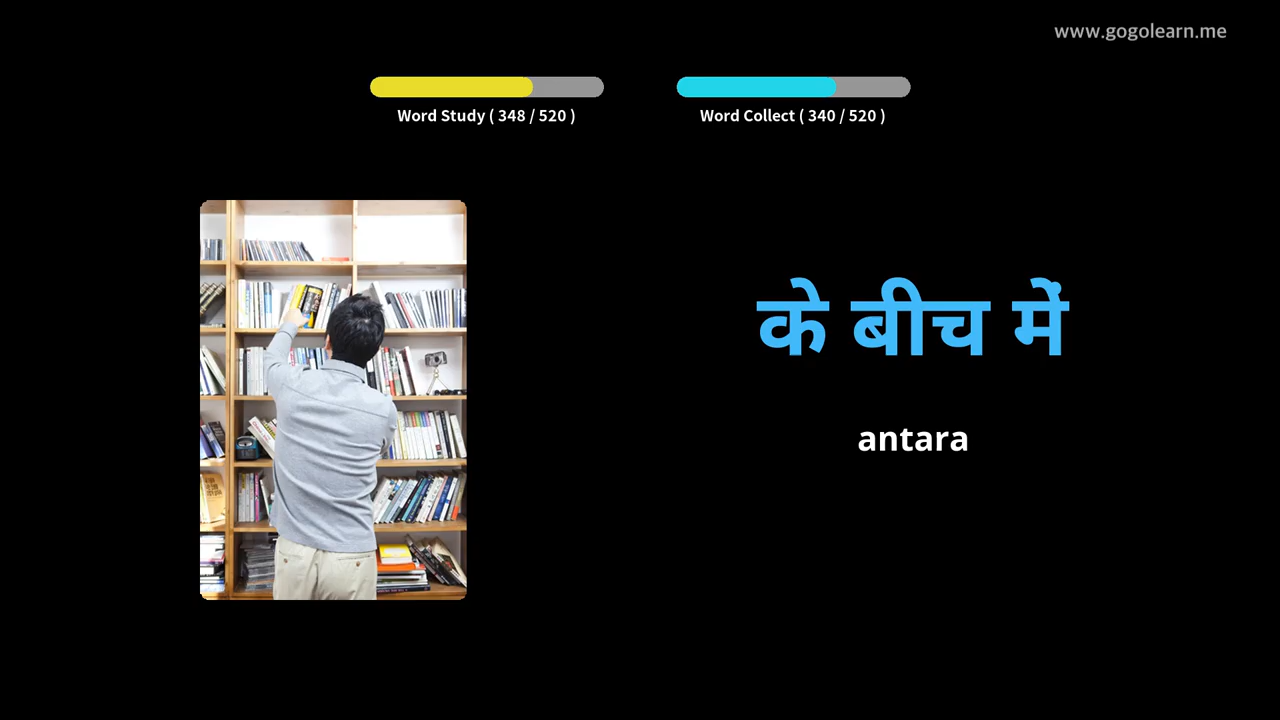 www.gogolearn.me
Word Study ( 348 / 520 )
Word Collect ( 340 / 520 )
के बीच में
antara